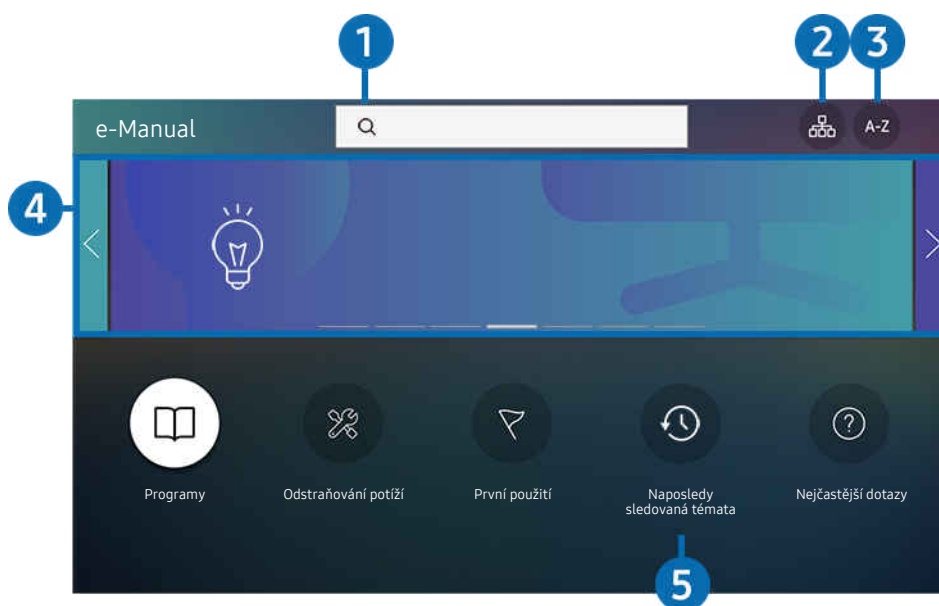 1
2
3
e-Manual
A-Z
4
Programy
Odstraňování potíží
První použití
Naposledy
sledovaná témata
Nejčastější dotazy
5